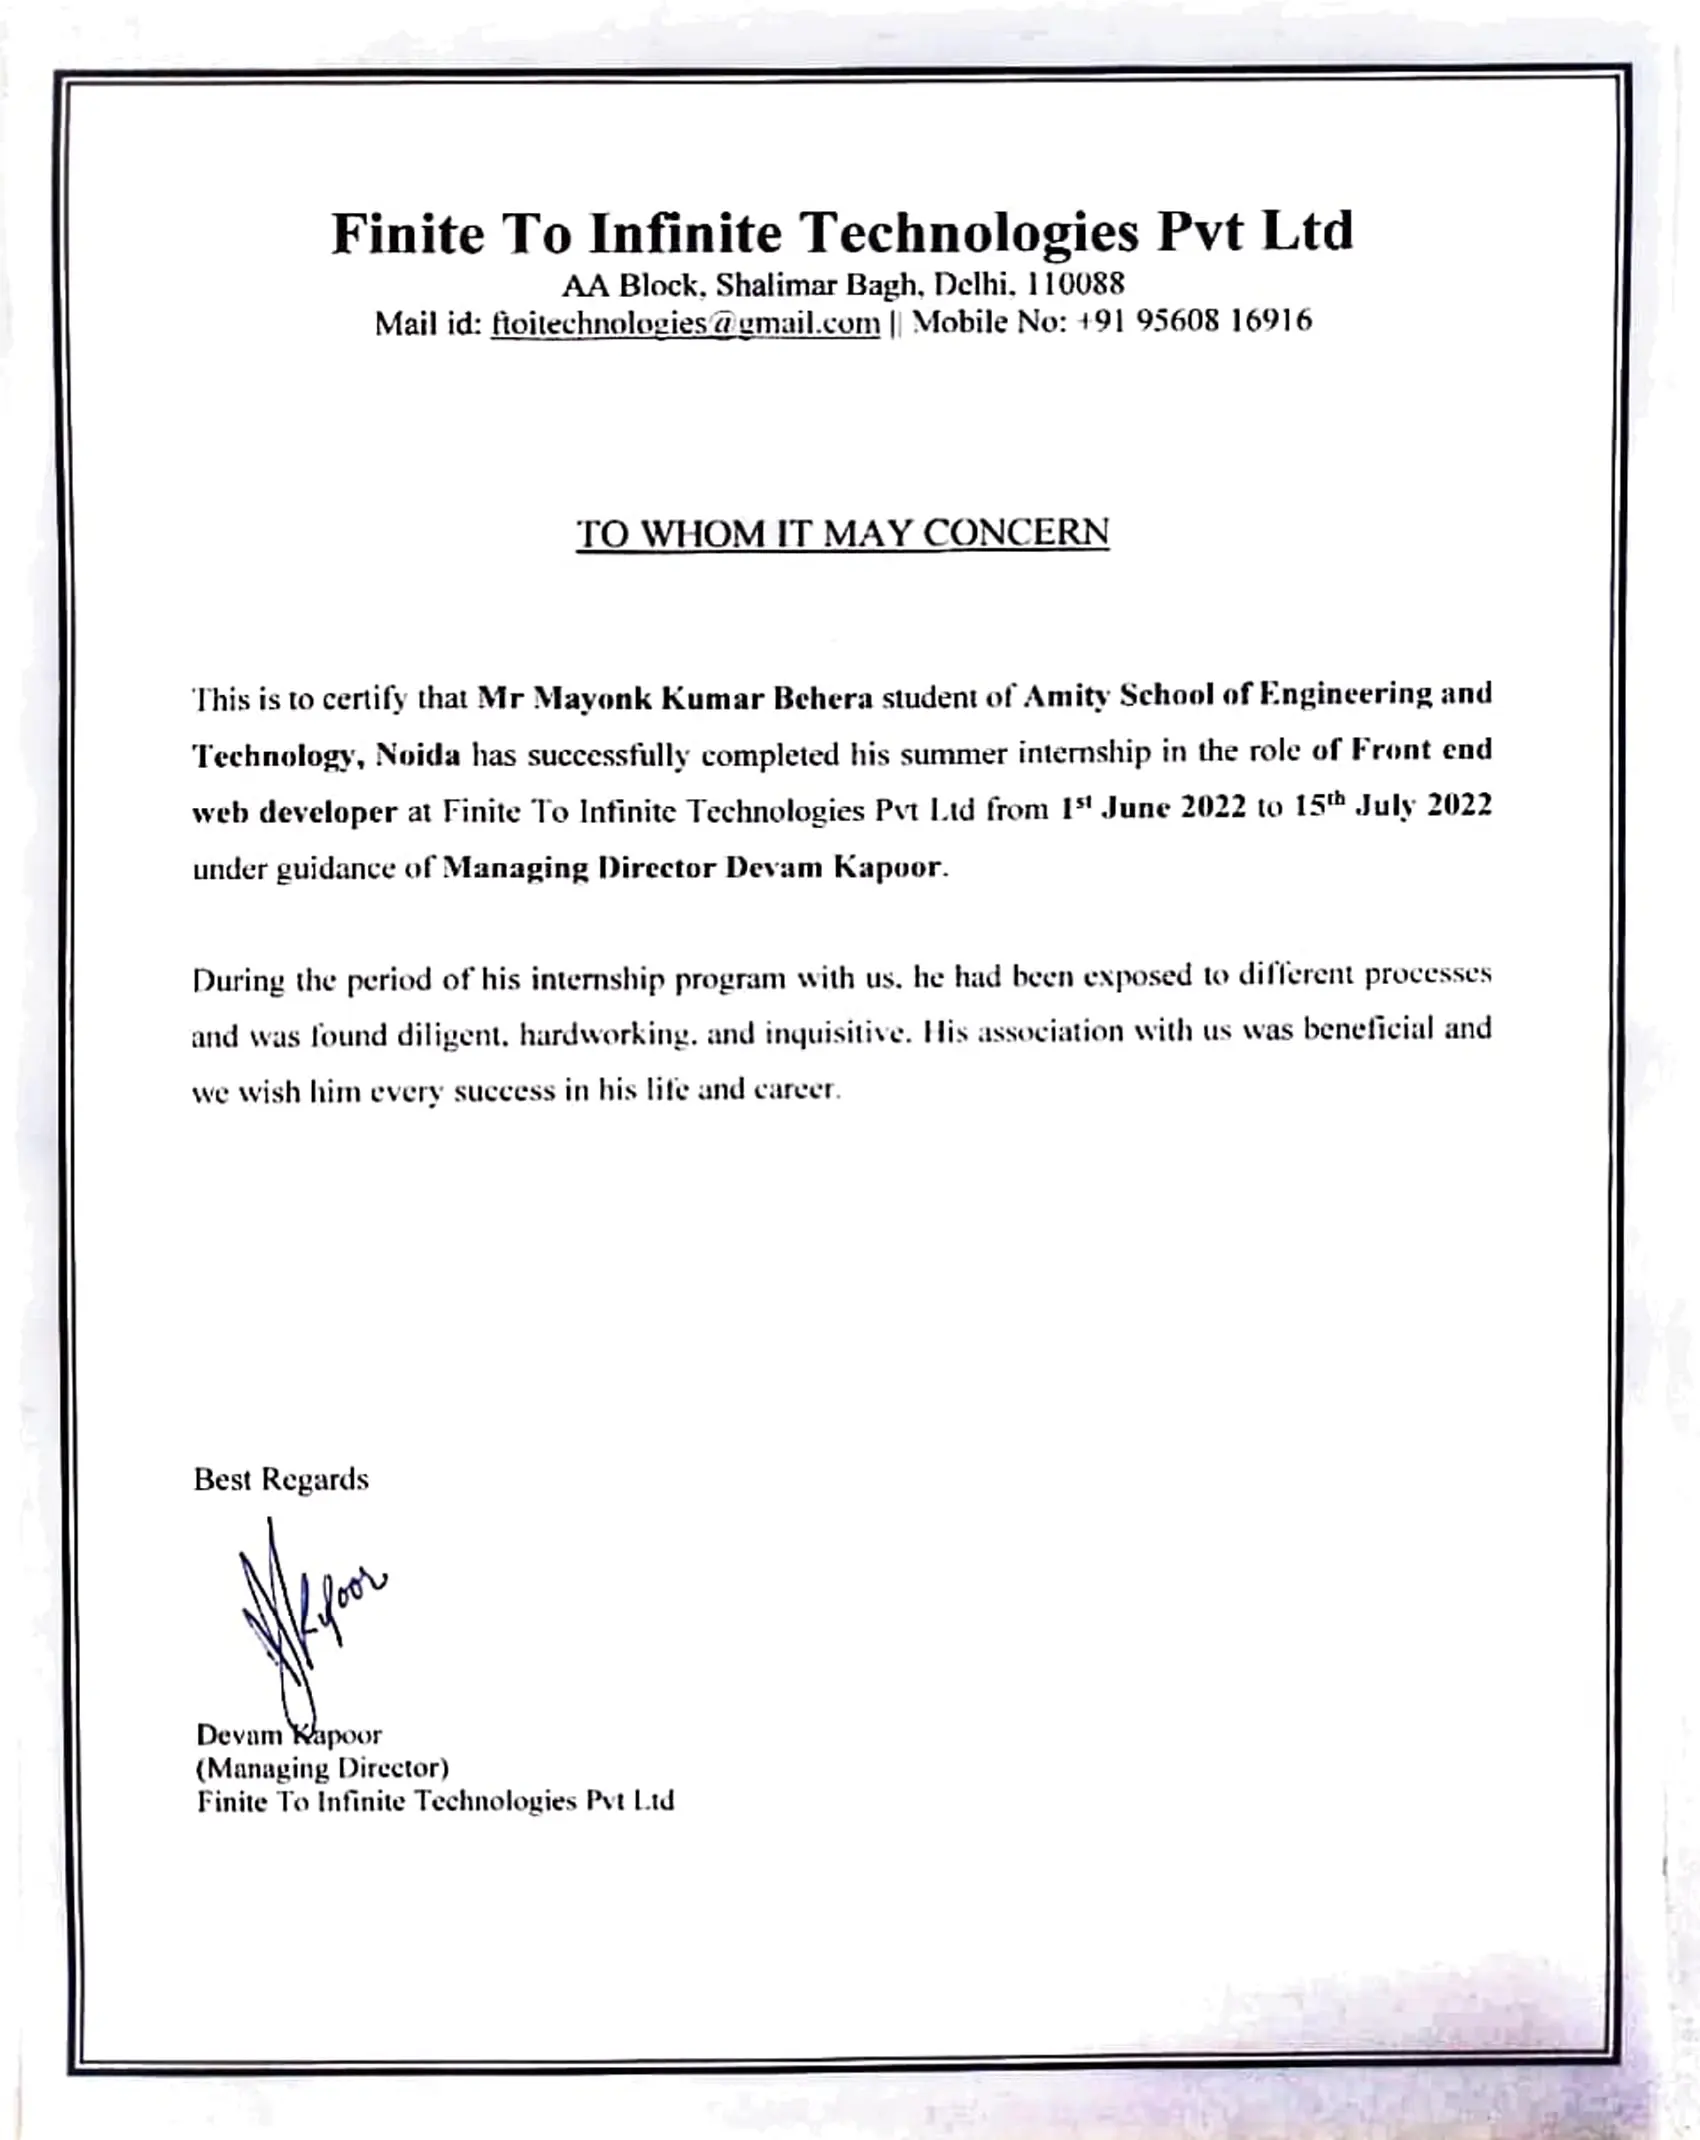 Finite To Infinite Technologies Pvt Ltd
AA Block, Shalimar Bagh, Delhi, 110088
Mail id: ftoitechnologies@gmail.com || Mobile No: +91 95608 16916
TO WHOM IT MAY CONCERN
This is to certify that Mr Mayonk Kumar Behera student of Amity School of Engineering and
Technology, Noida has successfully completed his summer internship in the role of Front end
web developer at Finite To Infinite Technologies Pvt Ltd from 1st June 2022 to 15th July 2022
under guidance of Managing Director Devam Kapoor.
During the period of his internship program with us, he had been exposed to different processes
and was found diligent, hardworking, and inquisitive. His association with us was beneficial and
we wish him every success in his life and career.
Best Regards
Kapoor
Devam Kapoor
(Managing Director)
Finite To Infinite Technologies Pvt Ltd